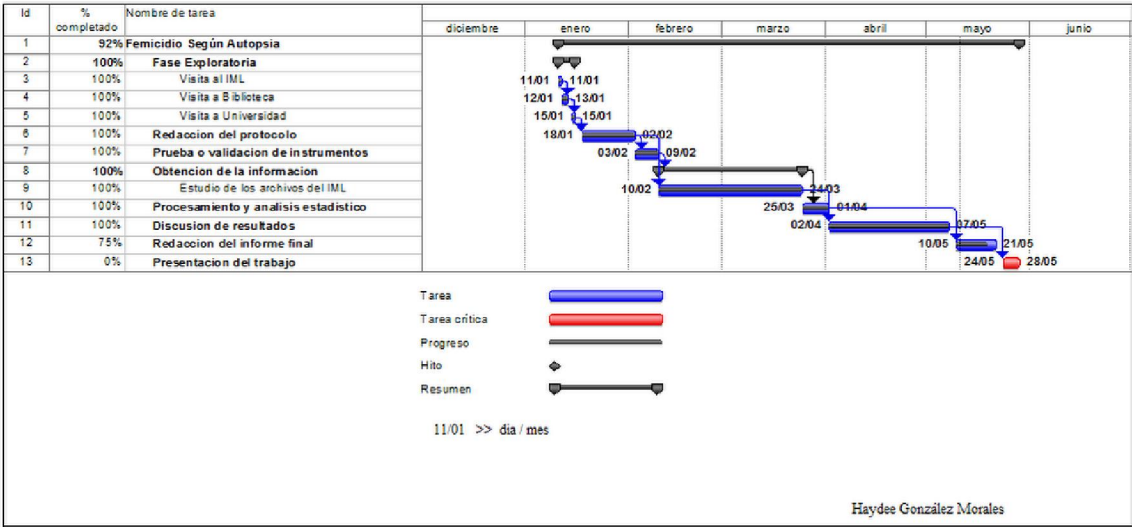 Id % completado Nombre de tarea
diciembre enero febrero marzo abril mayo junio
1 92% Femicidio Según Autopsia
2 100% Fase Exploratoria
3 100% Visita al IML 11/01 11/01
4 100% Visita a Biblioteca 12/01 13/01
5 100% Visita a Universidad 15/01 15/01
6 100% Redaccion del protocolo 18/01 02/02
7 100% Prueba o validacion de instrumentos 03/02 09/02
8 100% Obtencion de la informacion
9 100% Estudio de los archivos del IML 10/02 24/03
10 100% Procesamiento y analisis estadistico 25/03 01/04
11 100% Discusion de resultados 02/04 07/05
12 75% Redaccion del informe final 10/05 21/05
13 0% Presentacion del trabajo 24/05 28/05
Tarea
Tarea crítica
Progreso
Hito
Resumen
11/01 >> dia / mes
Haydee González Morales